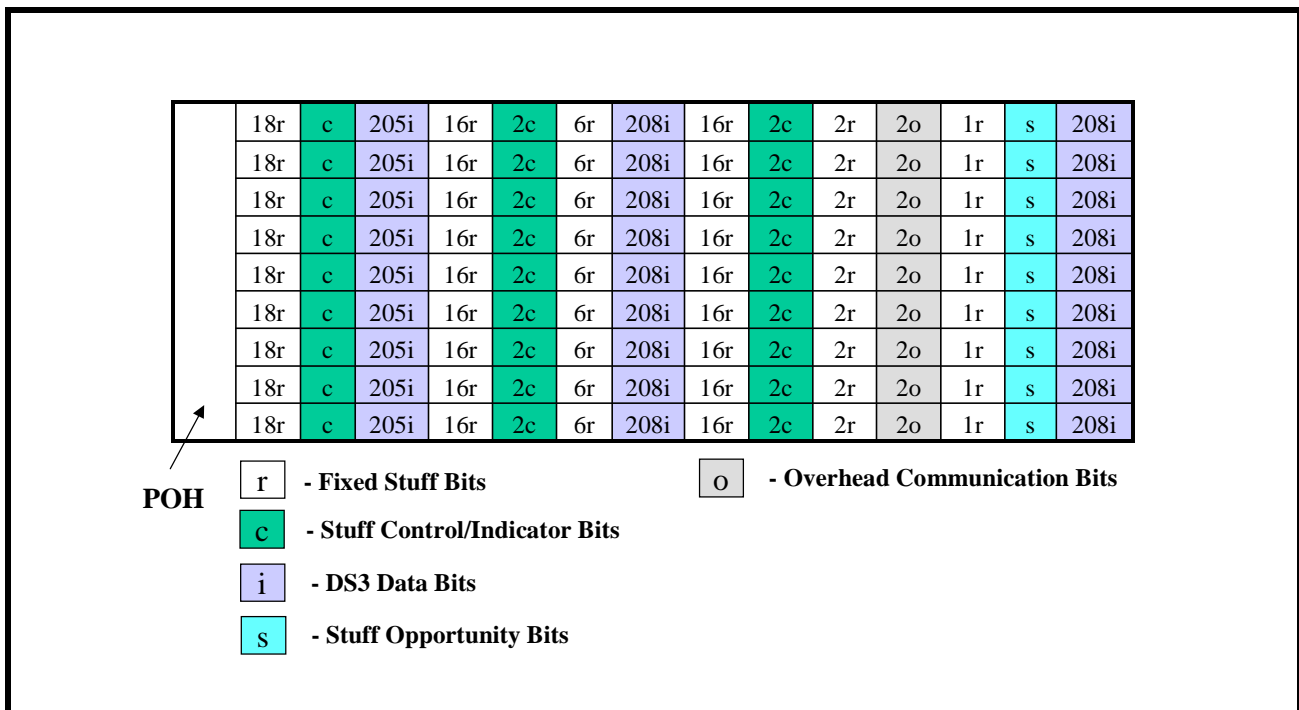 18r c 205i 16r 2c 6r 208i 16r 2c 2r 2o 1r s 208i
18r c 205i 16r 2c 6r 208i 16r 2c 2r 2o 1r s 208i
18r c 205i 16r 2c 6r 208i 16r 2c 2r 2o 1r s 208i
18r c 205i 16r 2c 6r 208i 16r 2c 2r 2o 1r s 208i
18r c 205i 16r 2c 6r 208i 16r 2c 2r 2o 1r s 208i
18r c 205i 16r 2c 6r 208i 16r 2c 2r 2o 1r s 208i
18r c 205i 16r 2c 6r 208i 16r 2c 2r 2o 1r s 208i
18r c 205i 16r 2c 6r 208i 16r 2c 2r 2o 1r s 208i
18r c 205i 16r 2c 6r 208i 16r 2c 2r 2o 1r s 208i
POH
r - Fixed Stuff Bits
o - Overhead Communication Bits
c - Stuff Control/Indicator Bits
i - DS3 Data Bits
s - Stuff Opportunity Bits